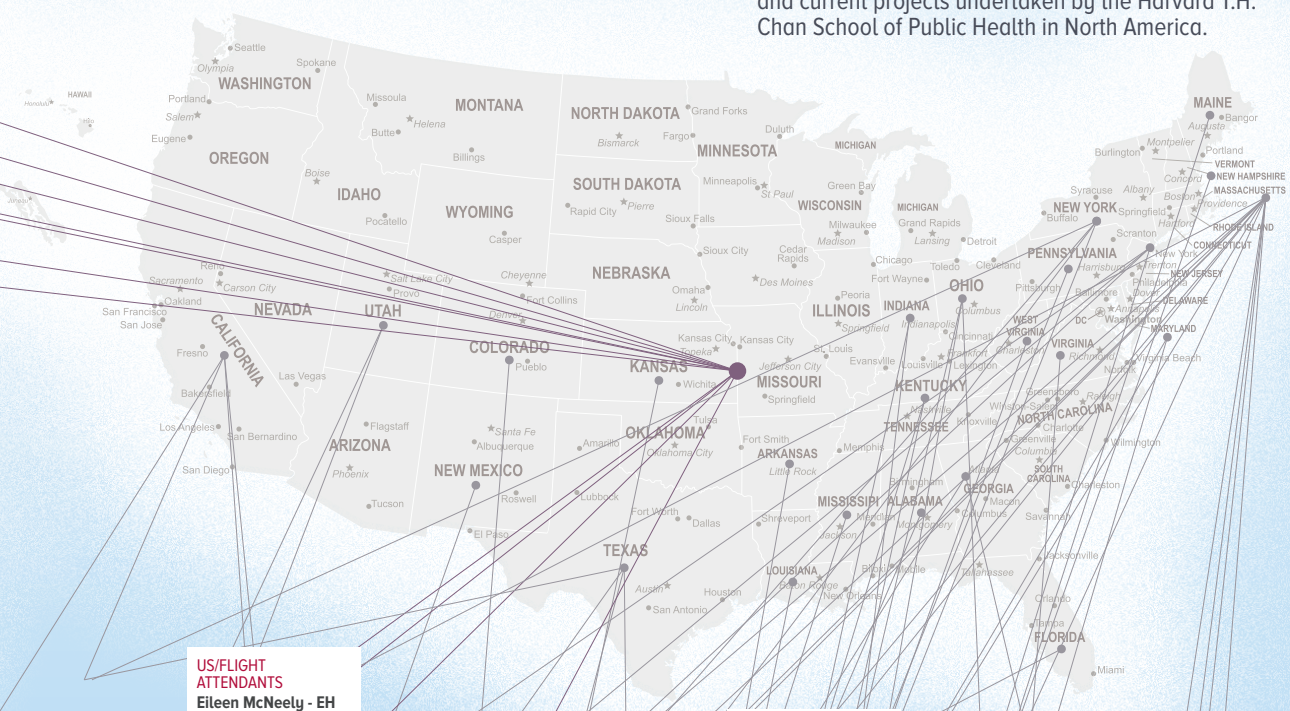 and current projects undertaken by the Harvard T.H.
Chan School of Public Health in North America.
Seattle
Olympia
WASHINGTON
Spokane
HAWAII
Honolulu
Hilo
Portland
Salem
Eugene
OREGON
Missoula
Helena
Butte
MONTANA
Billings
Boise
IDAHO
Pocatello
WYOMING
Casper
Cheyenne
NORTH DAKOTA
Grand Forks
Bismarck
Fargo
Duluth
MINNESOTA
MICHIGAN
SOUTH DAKOTA
Minneapolis
St Paul
Rapid City
Pierre
Sioux Falls
Green Bay
WISCONSIN
Milwaukee
Madison
MICHIGAN
Grand Rapids
Lansing
Detroit
MAINE
Bangor
Augusta
Montpelier
Burlington
Portland
VERMONT
Concord
NEW HAMPSHIRE
MASSACHUSETTS
Syracuse
Albany
Boston
Providence
NEW YORK
Springfield
Buffalo
Hartford
RHODE ISLAND
Scranton
CONNECTICUT
PENNSYLVANIA
New York
Harrisburg
Trenton
NEW JERSEY
Pittsburgh
Philadelphia
Baltimore
Dover
DELAWARE
Annapolis
DC
Washington
MARYLAND
Juneau
Reno
Sacramento
Carson City
Oakland
San Francisco
San Jose
NEVADA
CALIFORNIA
Fresno
Las Vegas
Bakersfield
Los Angeles
San Bernardino
San Diego
Salt Lake City
Provo
UTAH
Fort Collins
Denver
COLORADO
Pueblo
Sioux City
Cedar
Rapids
NEBRASKA
Omaha
Lincoln
Des Moines
Chicago
Fort Wayne
Toledo
Cleveland
OHIO
Peoria
ILLINOIS
INDIANA
Columbus
Springfield
Indianapolis
Cincinnati
WEST
VIRGINIA
Charleston
VIRGINIA
Richmond
Virginia Beach
Norfolk
Kansas City
Kansas City
Topeka
KANSAS
Wichita
Jefferson City
St. Louis
MISSOURI
Springfield
Evansville
Louisville
Frankfort
Lexington
KENTUCKY
Nashville
TENNESSEE
Knoxville
Greensboro
Winston-Salem
Raleigh
NORTH CAROLINA
Charlotte
Wilmington
Greenville
Columbia
SOUTH
CAROLINA
Charleston
Flagstaff
ARIZONA
Phoenix
Tucson
Santa Fe
Albuquerque
NEW MEXICO
Roswell
El Paso
Amarillo
Lubbock
Tulsa
OKLAHOMA
Oklahoma City
Fort Smith
ARKANSAS
Little Rock
Memphis
Birmingham
Atlanta
GEORGIA
Macon
Columbus
Savannah
MISSISSIPPI
ALABAMA
Meridian
Montgomery
Jackson
Fort Worth
Dallas
Shreveport
TEXAS
Austin
San Antonio
Houston
LOUISIANA
Baton Rouge
New Orleans
Biloxi
Mobile
Tallahassee
Jacksonville
Orlando
Tampa
FLORIDA
Miami
US/FLIGHT
ATTENDANTS
Eileen McNeely - EH